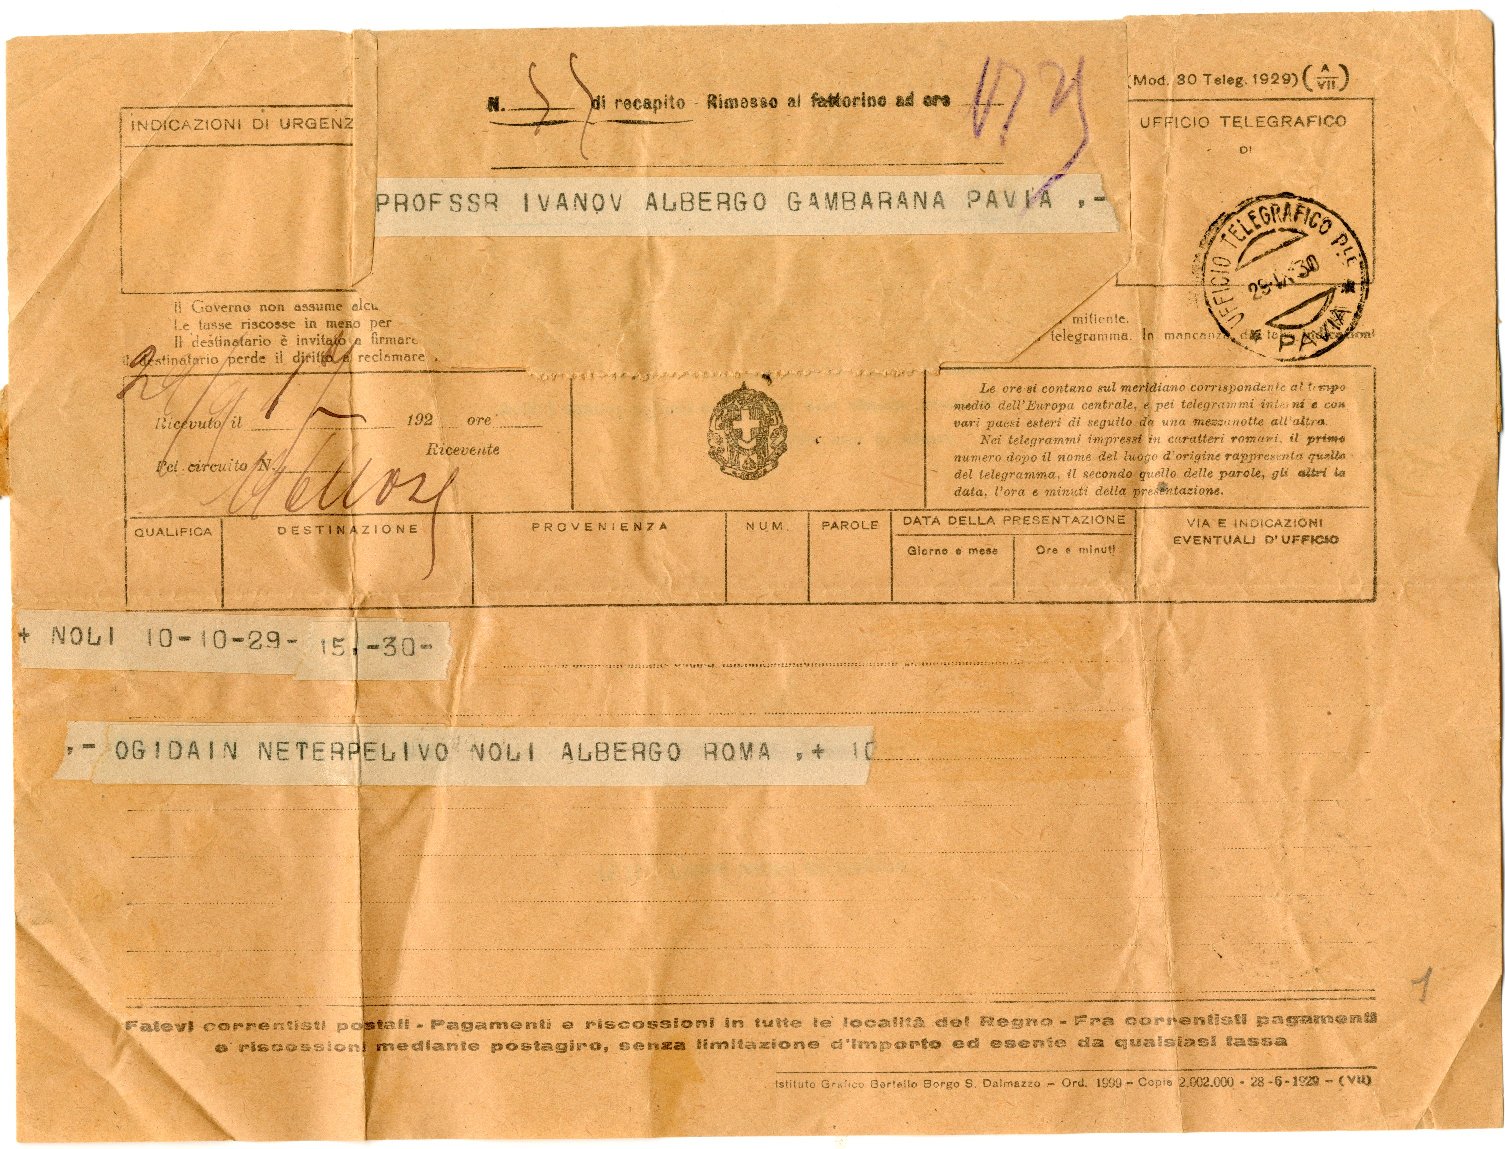 (Mod. 30 Teleg. 1929) (A/VII)
N. di recapito - Rimesso al fattorino ad ore
INDICAZIONI DI URGENZ
UFFICIO TELEGRAFICO
DI
PROFSSR IVANOV ALBERGO GAMBARANA PAVIA .-
UFFICIO TELEGRAFICO
29 30
* PAVIA *
Il Governo non assume alcu
Le tasse riscosse in meno per
Il destinatario è invitato a firmare
il destinatario perde il diritto a reclamare
mittente.
telegramma. In mancanza
Ricevuto il 192 ore
Ricevente
Pel circuito N.
Le ore si contano sul meridiano corrispondente al tempo
medio dell'Europa centrale, e pei telegrammi interni e con
vari paesi esteri di seguito da una mezzanotte all'altra.
Nei telegrammi impressi in caratteri romani, il primo
numero dopo il nome del luogo d'origine rappresenta quello
del telegramma, il secondo quello delle parole, gli altri la
data, l'ora e minuti della presentazione.
QUALIFICA DESTINAZIONE PROVENIENZA NUM. PAROLE DATA DELLA PRESENTAZIONE VIA E INDICAZIONI
EVENTUALI D'UFFICIO
Giorno e mese Ore e minuti
+ NOLI 10-10-29- 15.-30-
.- OGIDAIN NETERPELIVO NOLI ALBERGO ROMA .+ 10
1
Fatevi correntisti postali - Pagamenti e riscossioni in tutte le località del Regno - Fra correntisti pagamenti
e riscossioni mediante postagiro, senza limitazione d'importo ed esente da qualsiasi tassa
Istituto Grafico Bertello Borgo S. Dalmazzo - Ord. 1999 - Copie 2.002.000 - 28-6-1929 - (VII)